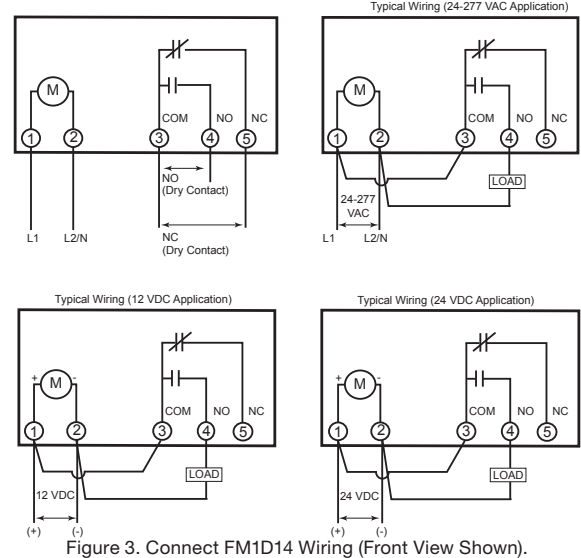 Typical Wiring (24-277 VAC Application)
M
COM NO NC
1 2 3 4 5
NO
(Dry Contact)
NC
(Dry Contact)
L1 L2/N
M
COM NO NC
1 2 3 4 5
LOAD
24-277
VAC
L1 L2/N
Typical Wiring (12 VDC Application)
+ M -
COM NO NC
1 2 3 4 5
LOAD
12 VDC
(+) (-)
Typical Wiring (24 VDC Application)
+ M -
COM NO NC
1 2 3 4 5
LOAD
24 VDC
(+) (-)
Figure 3. Connect FM1D14 Wiring (Front View Shown).